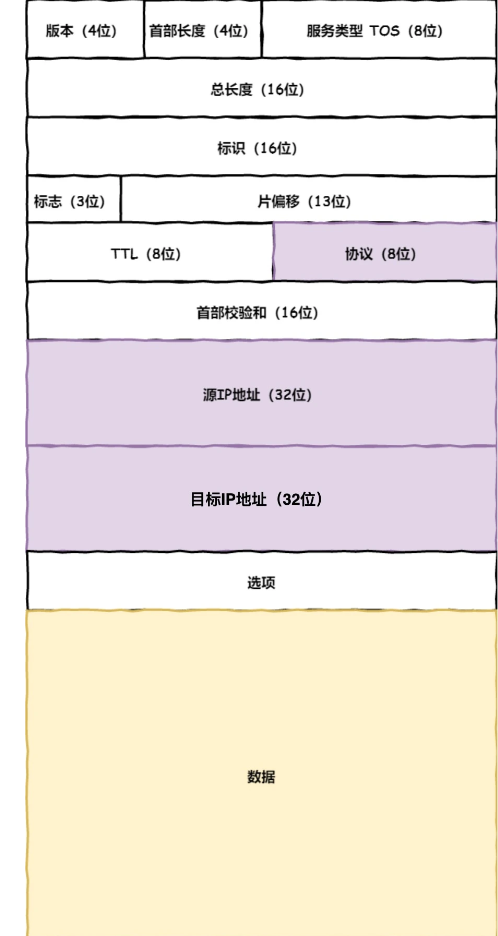 版本（4位） 首部长度（4位） 服务类型 TOS（8位）
总长度（16位）
标识（16位）
标志（3位） 片偏移（13位）
TTL（8位） 协议（8位）
首部校验和（16位）
源IP地址（32位）
目标IP地址（32位）
选项
数据